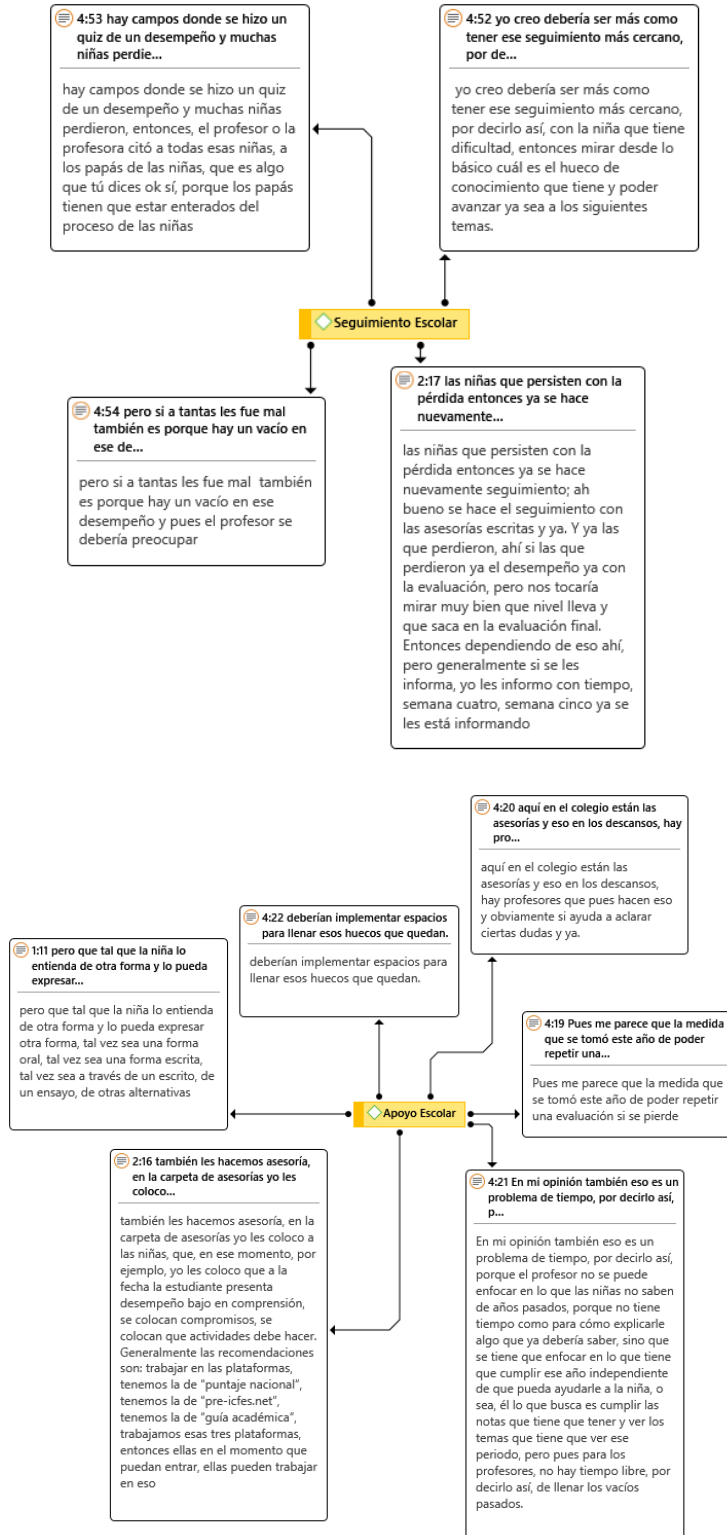 4:53 hay campos donde se hizo un
quiz de un desempeño y muchas
niñas perdie...
hay campos donde se hizo un quiz
de un desempeño y muchas niñas
perdieron, entonces, el profesor o la
profesora citó a todas esas niñas, a
los papás de las niñas, que es algo
que tú dices ok sí, porque los papás
tienen que estar enterados del
proceso de las niñas
4:52 yo creo debería ser más como
tener ese seguimiento más cercano,
por de...
yo creo debería ser más como
tener ese seguimiento más cercano,
por decirlo así, con la niña que tiene
dificultad, entonces mirar desde lo
básico cuál es el hueco de
conocimiento que tiene y poder
avanzar ya sea a los siguientes
temas.
Seguimiento Escolar
4:54 pero si a tantas les fue mal
también es porque hay un vacío en
ese de...
pero si a tantas les fue mal también
es porque hay un vacío en ese
desempeño y pues el profesor se
debería preocupar
2:17 las niñas que persisten con la
pérdida entonces ya se hace
nuevamente...
las niñas que persisten con la
pérdida entonces ya se hace
nuevamente seguimiento; ah
bueno se hace el seguimiento con
las asesorías escritas y ya. Y ya las
que perdieron, ahí si las que
perdieron ya el desempeño ya con
la evaluación, pero nos tocaría
mirar muy bien que nivel lleva y
que saca en la evaluación final.
Entonces dependiendo de eso ahí,
pero generalmente si se les
informa, yo les informo con tiempo,
semana cuatro, semana cinco ya se
les está informando
4:20 aquí en el colegio están las
asesorías y eso en los descansos, hay
pro...
aquí en el colegio están las
asesorías y eso en los descansos,
hay profesores que pues hacen eso
y obviamente si ayuda a aclarar
ciertas dudas y ya.
4:22 deberían implementar espacios
para llenar esos huecos que quedan.
deberían implementar espacios para
llenar esos huecos que quedan.
1:11 pero que tal que la niña lo
entienda de otra forma y lo pueda
expresar...
pero que tal que la niña lo entienda
de otra forma y lo pueda expresar
otra forma, tal vez sea una forma
oral, tal vez sea una forma escrita,
tal vez sea a través de un escrito, de
un ensayo, de otras alternativas
4:19 Pues me parece que la medida
que se tomó este año de poder
repetir una...
Pues me parece que la medida que
se tomó este año de poder repetir
una evaluación si se pierde
Apoyo Escolar
2:16 también les hacemos asesoría,
en la carpeta de asesorías yo les
coloco...
también les hacemos asesoría, en la
carpeta de asesorías yo les coloco a
las niñas, que, en ese momento, por
ejemplo, yo les coloco que a la
fecha la estudiante presenta
desempeño bajo en comprensión,
se colocan compromisos, se
colocan que actividades debe hacer.
Generalmente las recomendaciones
son: trabajar en las plataformas,
tenemos la de "puntaje nacional",
tenemos la de "pre-icfes.net",
tenemos la de "guía académica",
trabajamos esas tres plataformas,
entonces ellas en el momento que
puedan entrar, ellas pueden trabajar
en eso
4:21 En mi opinión también eso es un
problema de tiempo, por decirlo así,
p...
En mi opinión también eso es un
problema de tiempo, por decirlo así,
porque el profesor no se puede
enfocar en lo que las niñas no saben
de años pasados, porque no tiene
tiempo como para cómo explicarle
algo que ya debería saber, sino que
se tiene que enfocar en lo que tiene
que cumplir ese año independiente
de que pueda ayudarle a la niña, o
sea, él lo que busca es cumplir las
notas que tiene que tener y ver los
temas que tiene que ver ese
periodo, pero pues para los
profesores, no hay tiempo libre, por
decirlo así, de llenar los vacíos
pasados.